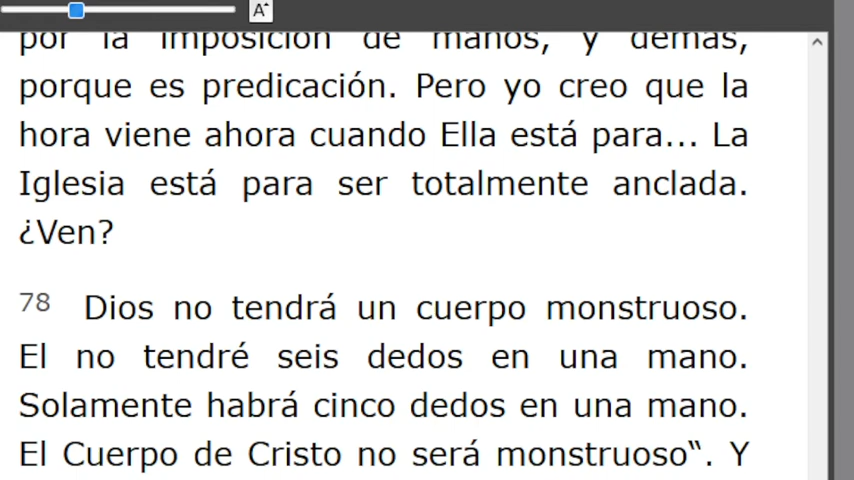 A
por la imposición de manos, y demás,
porque es predicación. Pero yo creo que la
hora viene ahora cuando Ella está para... La
Iglesia está para ser totalmente anclada.
¿Ven?
78 Dios no tendrá un cuerpo monstruoso.
El no tendré seis dedos en una mano.
Solamente habrá cinco dedos en una mano.
El Cuerpo de Cristo no será monstruoso‟. Y